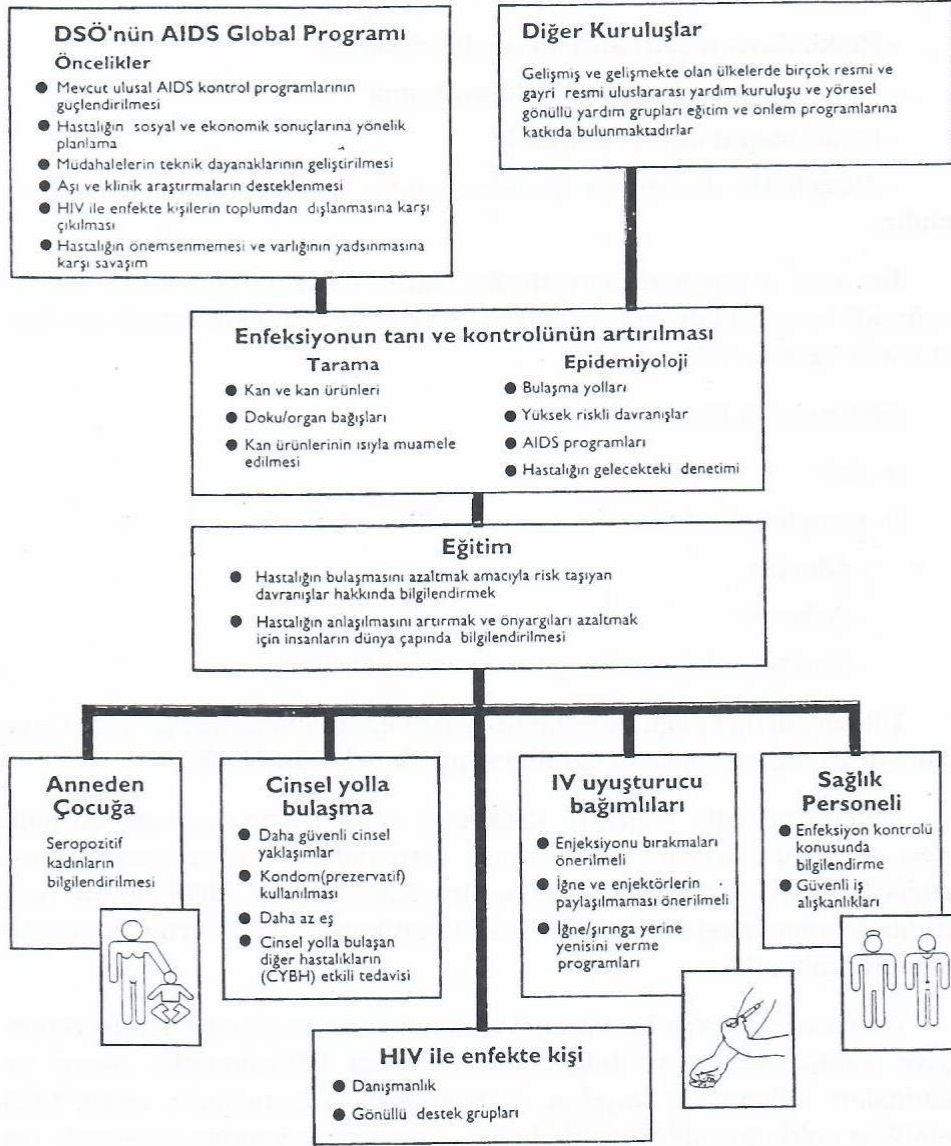 DSÖ'nün AIDS Global Programı
Öncelikler
● Mevcut ulusal AIDS kontrol programlarının
güçlendirilmesi
● Hastalığın sosyal ve ekonomik sonuçlarına yönelik
planlama
● Müdahalelerin teknik dayanaklarının geliştirilmesi
● Aşı ve klinik araştırmaların desteklenmesi
● HIV ile enfekte kişilerin toplumdan dışlanmasına karşı
çıkılması
● Hastalığın önemsenmemesi ve varlığının yadsınmasına
karşı savaşım
Diğer Kuruluşlar
Gelişmiş ve gelişmekte olan ülkelerde birçok resmi ve
gayri resmi uluslararası yardım kuruluşu ve yöresel
gönüllü yardım grupları eğitim ve önlem programlarına
katkıda bulunmaktadırlar
Enfeksiyonun tanı ve kontrolünün artırılması
Tarama
● Kan ve kan ürünleri
● Doku/organ bağışları
● Kan ürünlerinin ısıyla muamele
edilmesi
Epidemiyoloji
● Bulaşma yolları
● Yüksek riskli davranışlar
● AIDS programları
● Hastalığın gelecekteki denetimi
Eğitim
● Hastalığın bulaşmasını azaltmak amacıyla risk taşıyan
davranışlar hakkında bilgilendirmek
● Hastalığın anlaşılmasını artırmak ve önyargıları azaltmak
için insanların dünya çapında bilgilendirilmesi
Anneden
Çocuğa
Seropozitif
kadınların
bilgilendirilmesi
Cinsel yolla
bulaşma
● Daha güvenli cinsel
yaklaşımlar
● Kondom(prezervatif)
kullanılması
● Daha az eş
● Cinsel yolla bulaşan
diğer hastalıkların
(CYBH) etkili tedavisi
IV uyuşturucu
bağımlıları
● Enjeksiyonu bırakmaları
önerilmeli
● İğne ve enjektörlerin
paylaşılmaması önerilmeli
● İğne/şırınga yerine
yenisini verme
programları
Sağlık
Personeli
● Enfeksiyon kontrolü
konusunda
bilgilendirme
● Güvenli iş
alışkanlıkları
HIV ile enfekte kişi
● Danışmanlık
● Gönüllü destek grupları